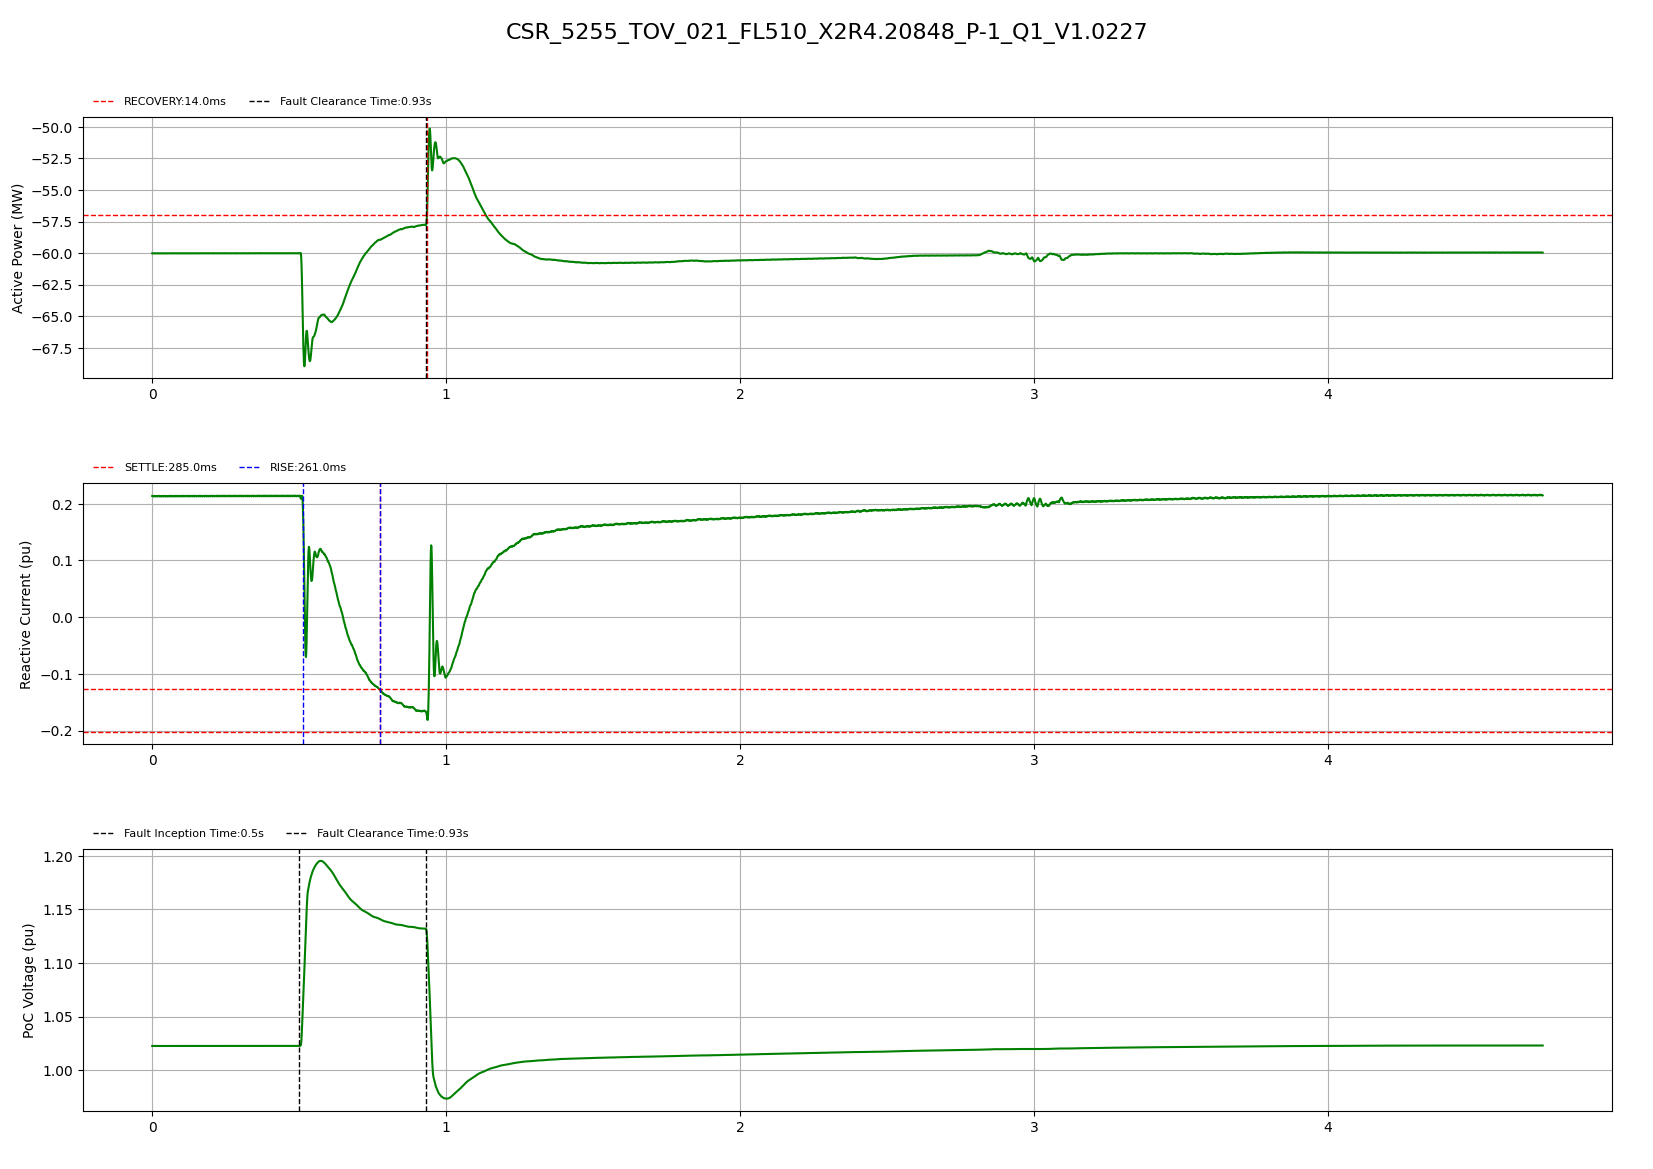 CSR_5255_TOV_021_FL510_X2R4.20848_P-1_Q1_V1.0227
RECOVERY:14.0ms Fault Clearance Time:0.93s
Active Power (MW)
−50.0
−52.5
−55.0
−57.5
−60.0
−62.5
−65.0
−67.5
0 1 2 3 4
SETTLE:285.0ms RISE:261.0ms
Reactive Current (pu)
0.2
0.1
0.0
−0.1
−0.2
0 1 2 3 4
Fault Inception Time:0.5s Fault Clearance Time:0.93s
PoC Voltage (pu)
1.20
1.15
1.10
1.05
1.00
0 1 2 3 4